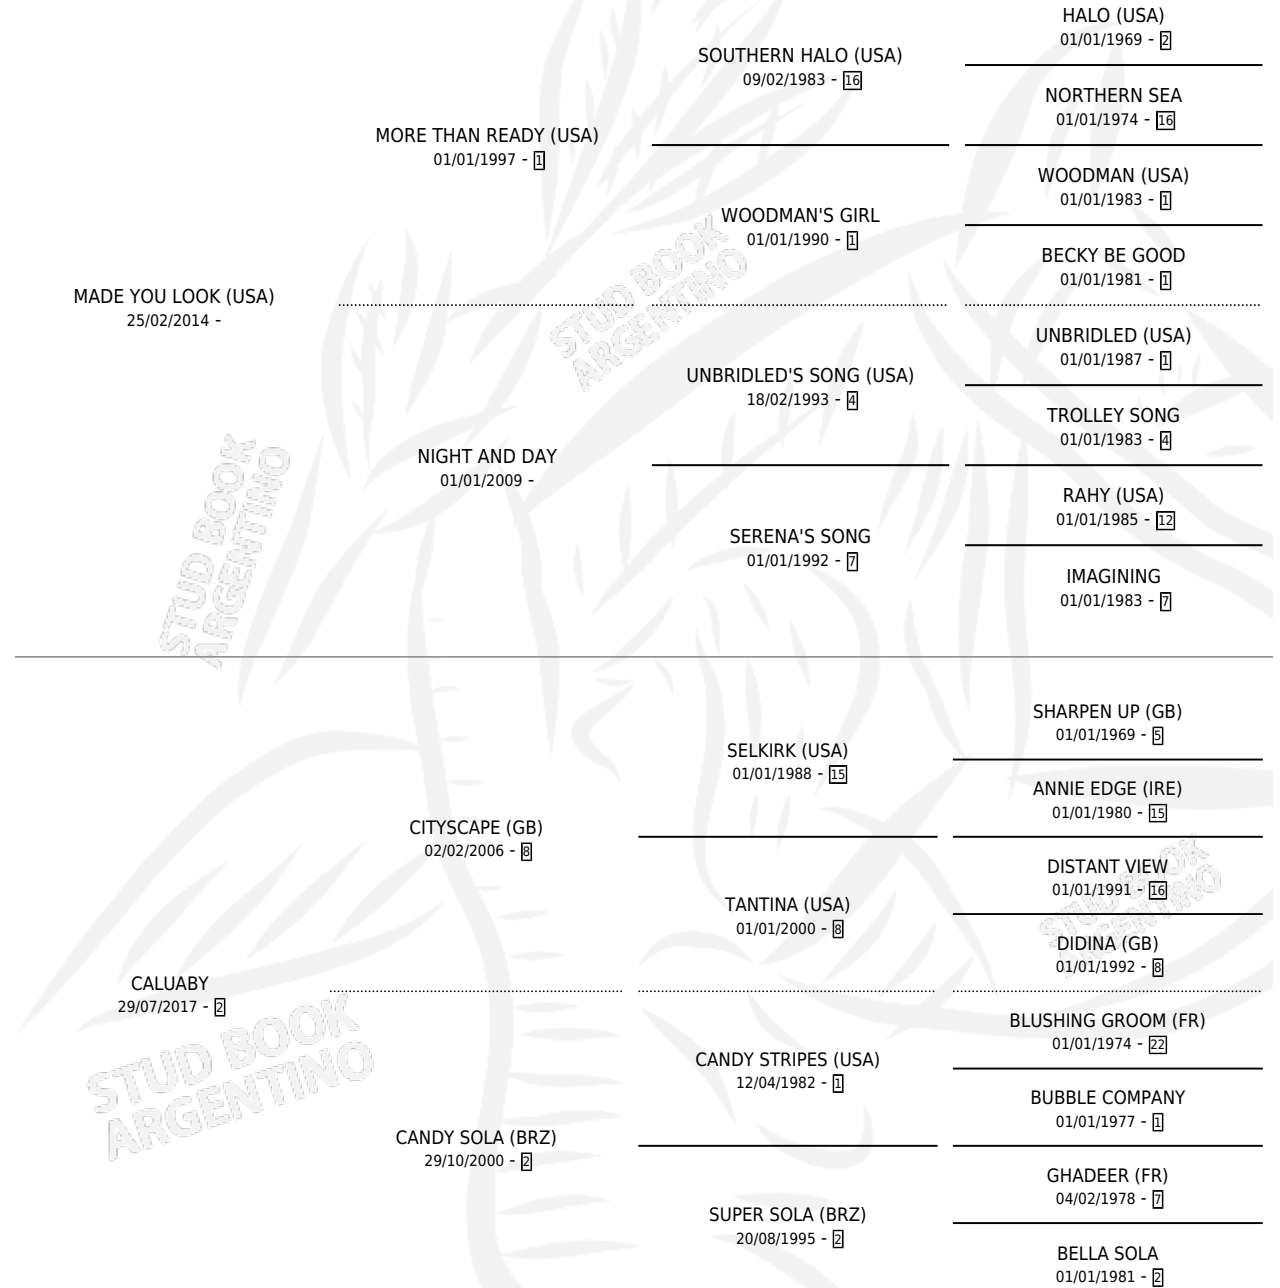 HALO (USA)
01/01/1969 - 2
SOUTHERN HALO (USA)
09/02/1983 - 16
NORTHERN SEA
01/01/1974 - 16
MORE THAN READY (USA)
01/01/1997 - 1
WOODMAN (USA)
01/01/1983 - 1
WOODMAN'S GIRL
01/01/1990 - 1
BECKY BE GOOD
01/01/1981 - 1
MADE YOU LOOK (USA)
25/02/2014 -
UNBRIDLED (USA)
01/01/1987 - 1
UNBRIDLED'S SONG (USA)
18/02/1993 - 4
TROLLEY SONG
01/01/1983 - 4
NIGHT AND DAY
01/01/2009 -
RAHY (USA)
01/01/1985 - 12
SERENA'S SONG
01/01/1992 - 7
IMAGINING
01/01/1983 - 7
SHARPEN UP (GB)
01/01/1969 - 5
SELKIRK (USA)
01/01/1988 - 15
ANNIE EDGE (IRE)
01/01/1980 - 15
CITYSCAPE (GB)
02/02/2006 - 8
DISTANT VIEW
01/01/1991 - 16
TANTINA (USA)
01/01/2000 - 8
DIDINA (GB)
01/01/1992 - 8
CALUABY
29/07/2017 - 2
BLUSHING GROOM (FR)
01/01/1974 - 22
CANDY STRIPES (USA)
12/04/1982 - 1
BUBBLE COMPANY
01/01/1977 - 1
CANDY SOLA (BRZ)
29/10/2000 - 2
GHADEER (FR)
04/02/1978 - 7
SUPER SOLA (BRZ)
20/08/1995 - 2
BELLA SOLA
01/01/1981 - 2
STUD BOOK
ARGENTINO
STUD BOOK
ARGENTINO
STUD BOOK
ARGENTINO
STUD BOOK
ARGENTINO